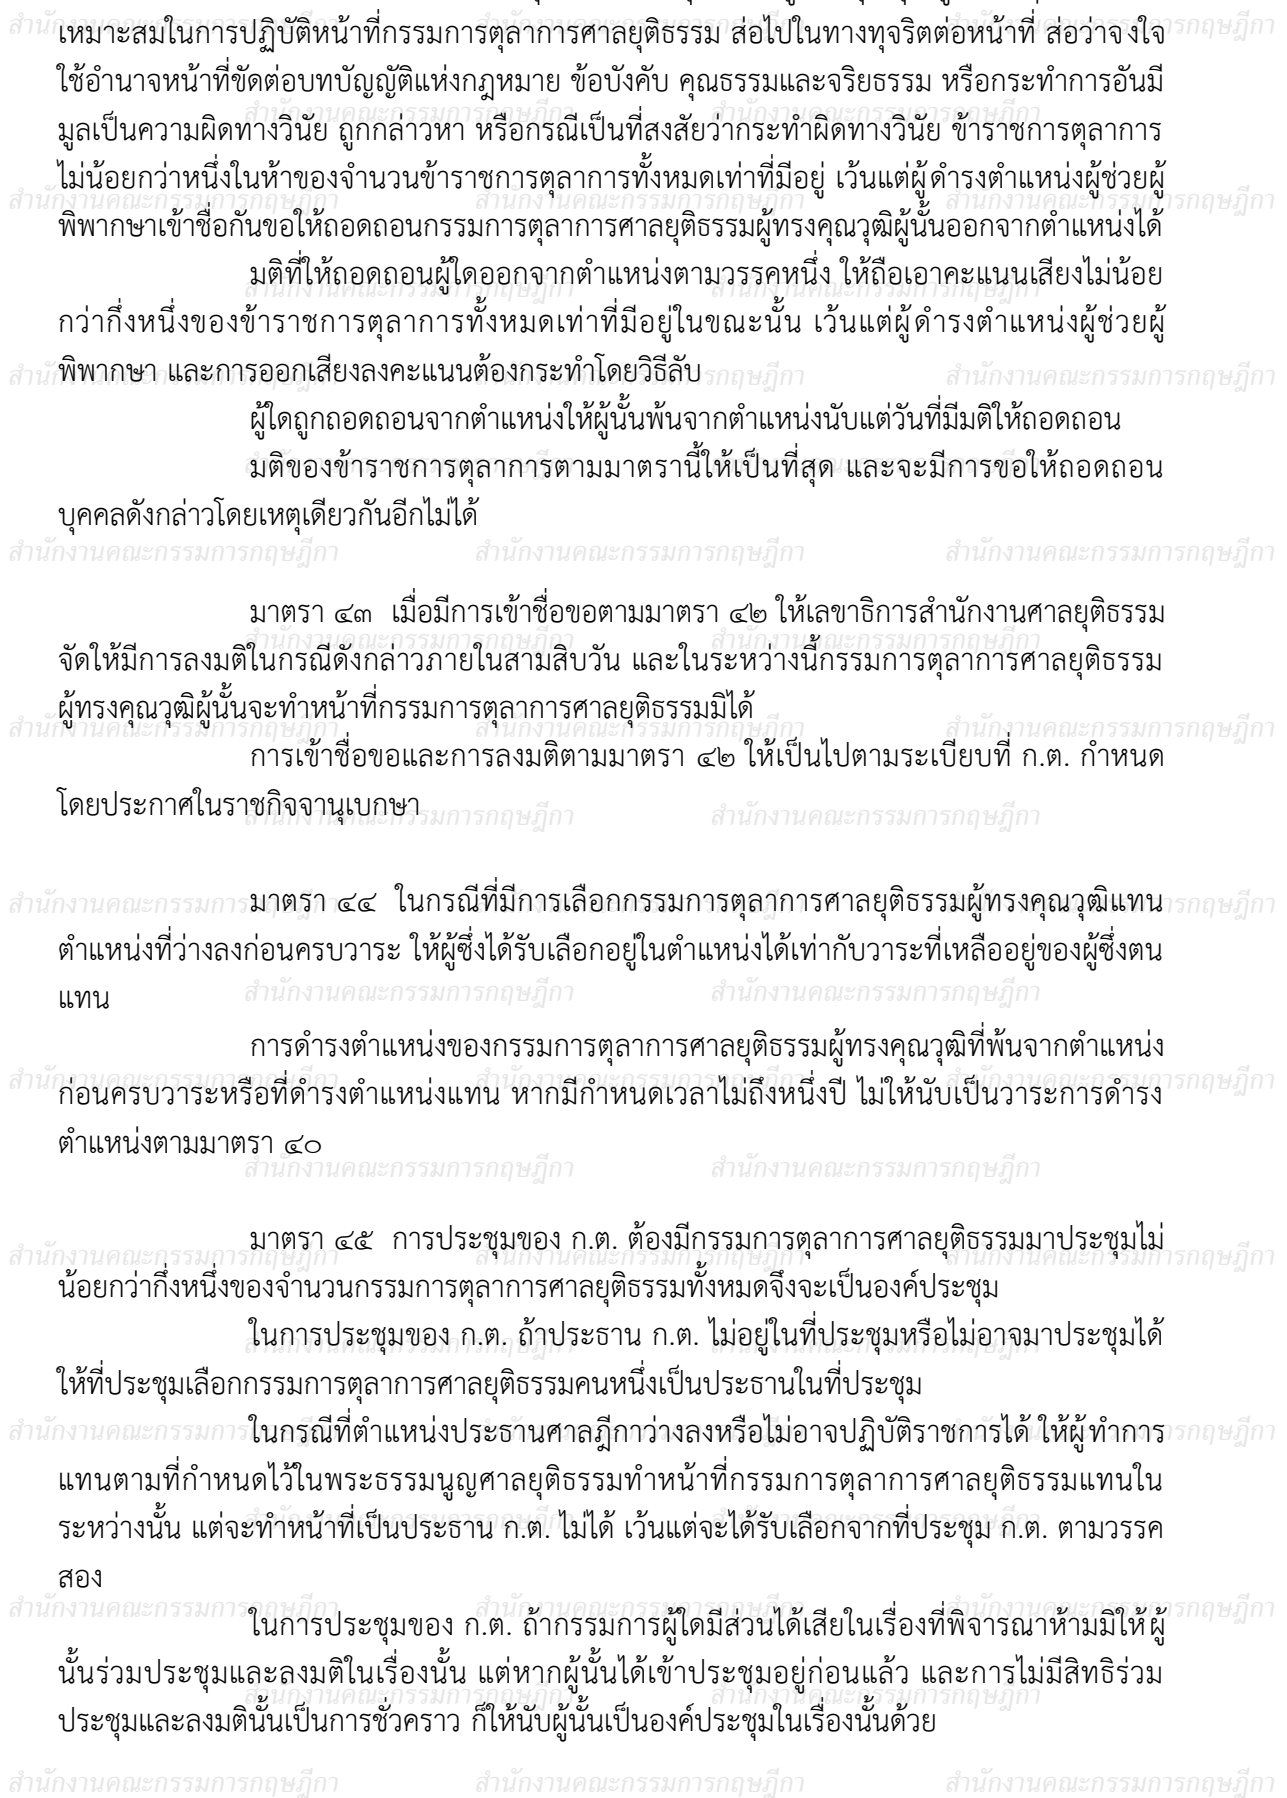 เหมาะสมในการปฏิบัติหน้าที่กรรมการตุลาการศาลยุติธรรม ส่อไปในทางทุจริตต่อหน้าที่ ส่อว่าจงใจ
ใช้อำนาจหน้าที่ขัดต่อบทบัญญัติแห่งกฎหมาย ข้อบังคับ คุณธรรมและจริยธรรม หรือกระทำการอันมี
มูลเป็นความผิดทางวินัย ถูกกล่าวหา หรือกรณีเป็นที่สงสัยว่ากระทำผิดทางวินัย ข้าราชการตุลาการ
ไม่น้อยกว่าหนึ่งในห้าของจำนวนข้าราชการตุลาการทั้งหมดเท่าที่มีอยู่ เว้นแต่ผู้ดำรงตำแหน่งผู้ช่วยผู้
พิพากษาเข้าชื่อกันขอให้ถอดถอนกรรมการตุลาการศาลยุติธรรมผู้ทรงคุณวุฒิผู้นั้นออกจากตำแหน่งได้
มติที่ให้ถอดถอนผู้ใดออกจากตำแหน่งตามวรรคหนึ่ง ให้ถือเอาคะแนนเสียงไม่น้อย
กว่ากึ่งหนึ่งของข้าราชการตุลาการทั้งหมดเท่าที่มีอยู่ในขณะนั้น เว้นแต่ผู้ดำรงตำแหน่งผู้ช่วยผู้
พิพากษา และการออกเสียงลงคะแนนต้องกระทำโดยวิธีลับ
ผู้ใดถูกถอดถอนจากตำแหน่งให้ผู้นั้นพ้นจากตำแหน่งนับแต่วันที่มีมติให้ถอดถอน
มติของข้าราชการตุลาการตามมาตรานี้ให้เป็นที่สุด และจะมีการขอให้ถอดถอน
บุคคลดังกล่าวโดยเหตุเดียวกันอีกไม่ได้
มาตรา ๔๓ เมื่อมีการเข้าชื่อขอตามมาตรา ๔๒ ให้เลขาธิการสำนักงานศาลยุติธรรม
จัดให้มีการลงมติในกรณีดังกล่าวภายในสามสิบวัน และในระหว่างนี้กรรมการตุลาการศาลยุติธรรม
ผู้ทรงคุณวุฒิผู้นั้นจะทำหน้าที่กรรมการตุลาการศาลยุติธรรมมิได้
การเข้าชื่อขอและการลงมติตามมาตรา ๔๒ ให้เป็นไปตามระเบียบที่ ก.ต. กำหนด
โดยประกาศในราชกิจจานุเบกษา
มาตรา ๔๔ ในกรณีที่มีการเลือกกรรมการตุลาการศาลยุติธรรมผู้ทรงคุณวุฒิแทน
ตำแหน่งที่ว่างลงก่อนครบวาระ ให้ผู้ซึ่งได้รับเลือกอยู่ในตำแหน่งได้เท่ากับวาระที่เหลืออยู่ของผู้ซึ่งตน
แทน
การดำรงตำแหน่งของกรรมการตุลาการศาลยุติธรรมผู้ทรงคุณวุฒิที่พ้นจากตำแหน่ง
ก่อนครบวาระหรือที่ดำรงตำแหน่งแทน หากมีกำหนดเวลาไม่ถึงหนึ่งปี ไม่ให้นับเป็นวาระการดำรง
ตำแหน่งตามมาตรา ๔๐
มาตรา ๔๕ การประชุมของ ก.ต. ต้องมีกรรมการตุลาการศาลยุติธรรมมาประชุมไม่
น้อยกว่ากึ่งหนึ่งของจำนวนกรรมการตุลาการศาลยุติธรรมทั้งหมดจึงจะเป็นองค์ประชุม
ในการประชุมของ ก.ต. ถ้าประธาน ก.ต. ไม่อยู่ในที่ประชุมหรือไม่อาจมาประชุมได้
ให้ที่ประชุมเลือกกรรมการตุลาการศาลยุติธรรมคนหนึ่งเป็นประธานในที่ประชุม
ในกรณีที่ตำแหน่งประธานศาลฎีกาว่างลงหรือไม่อาจปฏิบัติราชการได้ ให้ผู้ทำการ
แทนตามที่กำหนดไว้ในพระธรรมนูญศาลยุติธรรมทำหน้าที่กรรมการตุลาการศาลยุติธรรมแทนใน
ระหว่างนั้น แต่จะทำหน้าที่เป็นประธาน ก.ต. ไม่ได้ เว้นแต่จะได้รับเลือกจากที่ประชุม ก.ต. ตามวรรค
สอง
ในการประชุมของ ก.ต. ถ้ากรรมการผู้ใดมีส่วนได้เสียในเรื่องที่พิจารณาห้ามมิให้ผู้
นั้นร่วมประชุมและลงมติในเรื่องนั้น แต่หากผู้นั้นได้เข้าประชุมอยู่ก่อนแล้ว และการไม่มีสิทธิร่วม
ประชุมและลงมตินั้นเป็นการชั่วคราว ก็ให้นับผู้นั้นเป็นองค์ประชุมในเรื่องนั้นด้วย
สำนักงานคณะกรรมการกฤษฎีกา สำนักงานคณะกรรมการกฤษฎีกา สำนักงานคณะกรรมการกฤษฎีกา